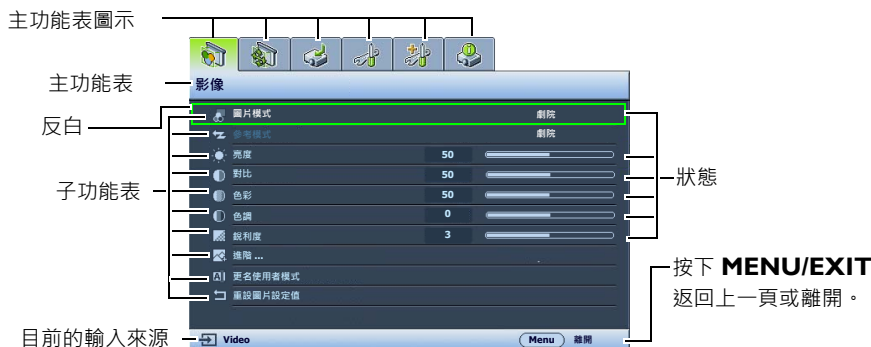 主功能表圖示
主功能表
影像
反白
圖片模式 劇院
參考模式 劇院
亮度 50
對比 50
子功能表
狀態
色彩 50
色調 0
銳利度 3
進階 ...
更名使用者模式
重設圖片設定值
按下 MENU/EXIT
返回上一頁或離開。
目前的輸入來源
Video
Menu 離開